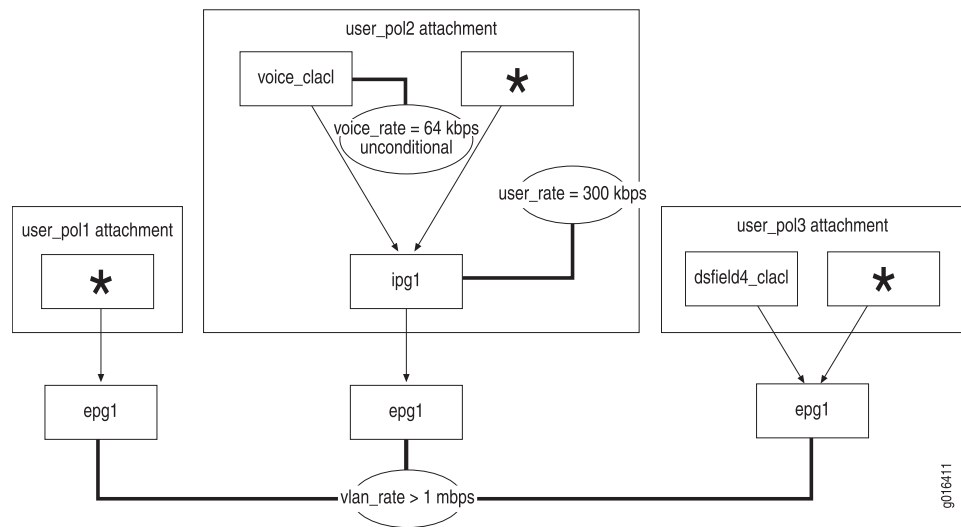 user_pol2 attachment
voice_clacl
*
voice_rate = 64 kbps
unconditional
user_rate = 300 kbps
user_pol1 attachment
*
ipg1
user_pol3 attachment
dsfield4_clacl
*
epg1
epg1
epg1
vlan_rate > 1 mbps
g016411